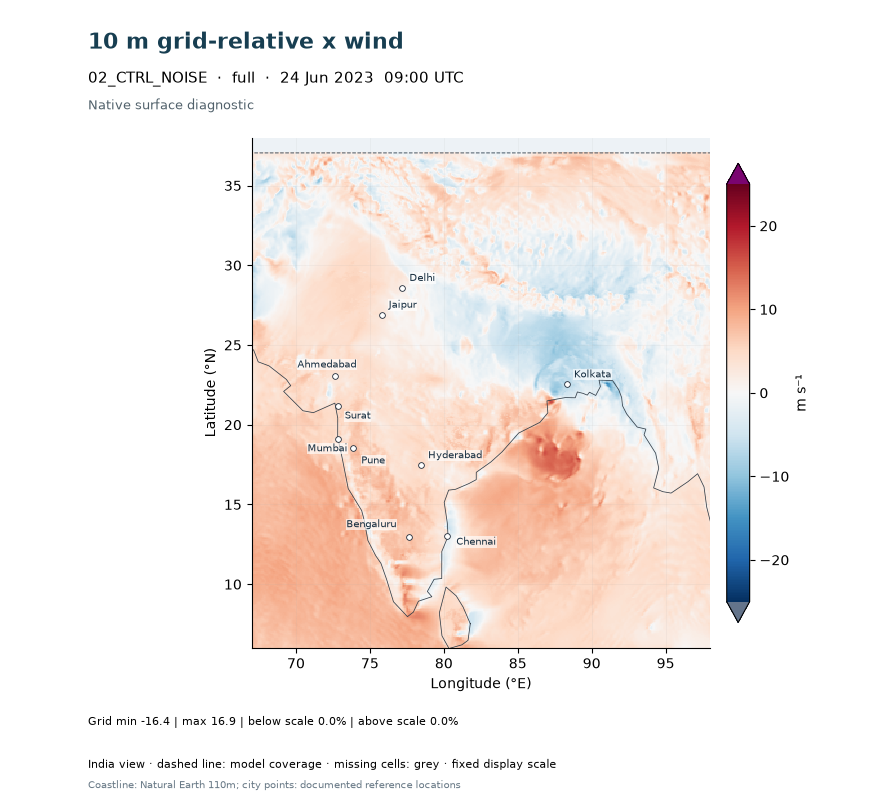 10 m grid-relative x wind
02_CTRL_NOISE · full · 24 Jun 2023 09:00 UTC
Native surface diagnostic
35
30
25
20
15
10
Latitude (°N)
70
75
80
85
90
95
Longitude (°E)
Delhi
Jaipur
Ahmedabad
Kolkata
Surat
Mumbai
Pune
Hyderabad
Bengaluru
Chennai
20
10
0
−10
−20
m s⁻¹
Grid min -16.4 | max 16.9 | below scale 0.0% | above scale 0.0%
India view · dashed line: model coverage · missing cells: grey · fixed display scale
Coastline: Natural Earth 110m; city points: documented reference locations